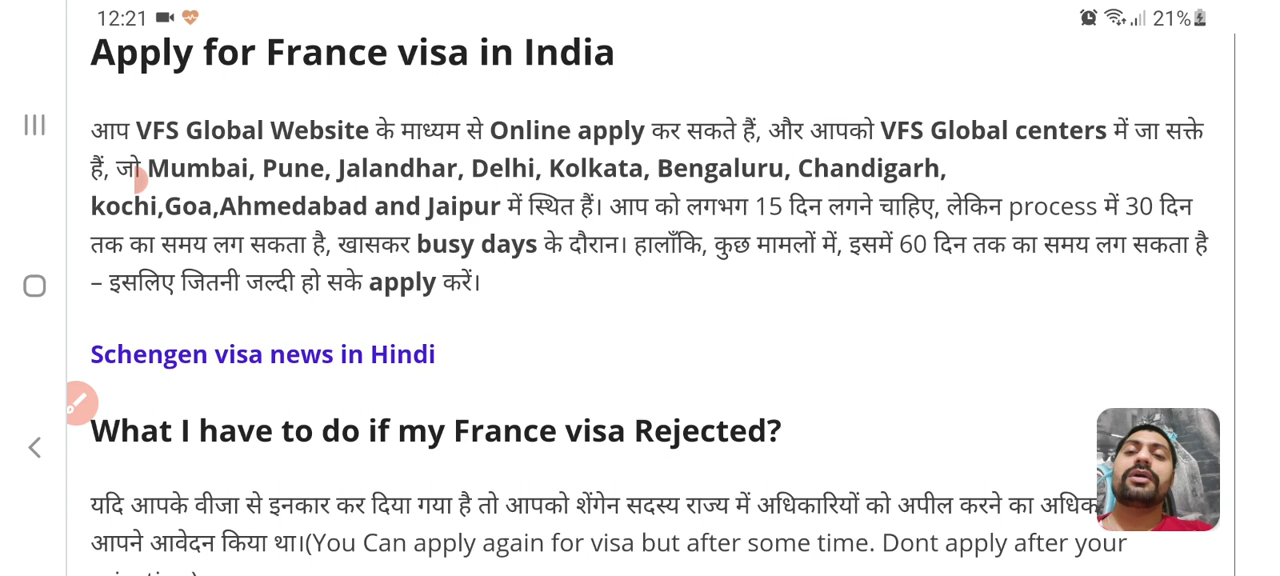 12:21
21%
Apply for France visa in India
आप VFS Global Website के माध्यम से Online apply कर सकते हैं, और आपको VFS Global centers में जा सक्ते
हैं, जो Mumbai, Pune, Jalandhar, Delhi, Kolkata, Bengaluru, Chandigarh,
kochi,Goa,Ahmedabad and Jaipur में स्थित हैं। आप को लगभग 15 दिन लगने चाहिए, लेकिन process में 30 दिन
तक का समय लग सकता है, खासकर busy days के दौरान। हालाँकि, कुछ मामलों में, इसमें 60 दिन तक का समय लग सकता है
– इसलिए जितनी जल्दी हो सके apply करें।
Schengen visa news in Hindi
What I have to do if my France visa Rejected?
यदि आपके वीजा से इनकार कर दिया गया है तो आपको शेंगेन सदस्य राज्य में अधिकारियों को अपील करने का
आपने आवेदन किया था।(You Can apply again for visa but after some time. Dont apply after your